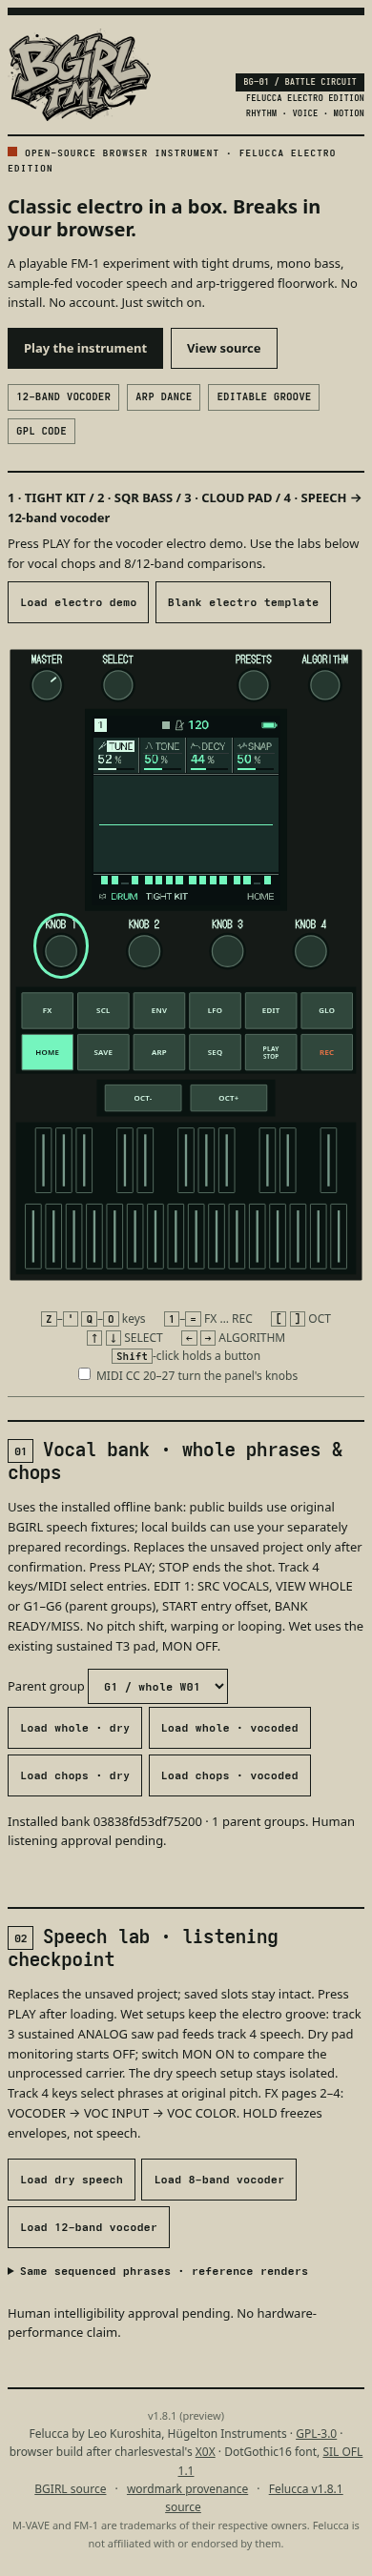 BGIRL
FM1
BG-01 / BATTLE CIRCUIT
FELUCCA ELECTRO EDITION
RHYTHM · VOICE · MOTION
OPEN-SOURCE BROWSER INSTRUMENT · FELUCCA ELECTRO
EDITION
Classic electro in a box. Breaks in
your browser.
A playable FM-1 experiment with tight drums, mono bass,
sample-fed vocoder speech and arp-triggered floorwork. No
install. No account. Just switch on.
Play the instrument
View source
12-BAND VOCODER
ARP DANCE
EDITABLE GROOVE
GPL CODE
1 · TIGHT KIT / 2 · SQR BASS / 3 · CLOUD PAD / 4 · SPEECH →
12-band vocoder
Press PLAY for the vocoder electro demo. Use the labs below
for vocal chops and 8/12-band comparisons.
Load electro demo
Blank electro template
MASTER SELECT PRESETS ALGORITHM
1 120
TUNE TONE DECY SNAP
52 % 50 % 44 % 50 %
DRUM TIGHT KIT HOME
KNOB 1 KNOB 2 KNOB 3 KNOB 4
FX SCL ENV LFO EDIT GLO
HOME SAVE ARP SEQ PLAY STOP REC
OCT- OCT+
Z – ' Q – O keys 1 – = FX … REC [ ] OCT
↑ ↓ SELECT ← → ALGORITHM
Shift-click holds a button
MIDI CC 20–27 turn the panel's knobs
01 Vocal bank · whole phrases &
chops
Uses the installed offline bank: public builds use original
BGIRL speech fixtures; local builds can use your separately
prepared recordings. Replaces the unsaved project only after
confirmation. Press PLAY; STOP ends the shot. Track 4
keys/MIDI select entries. EDIT 1: SRC VOCALS, VIEW WHOLE
or G1–G6 (parent groups), START entry offset, BANK
READY/MISS. No pitch shift, warping or looping. Wet uses the
existing sustained T3 pad, MON OFF.
Parent group G1 / whole W01
Load whole · dry
Load whole · vocoded
Load chops · dry
Load chops · vocoded
Installed bank 03838fd53df75200 · 1 parent groups. Human
listening approval pending.
02 Speech lab · listening
checkpoint
Replaces the unsaved project; saved slots stay intact. Press
PLAY after loading. Wet setups keep the electro groove: track
3 sustained ANALOG saw pad feeds track 4 speech. Dry pad
monitoring starts OFF; switch MON ON to compare the
unprocessed carrier. The dry speech setup stays isolated.
Track 4 keys select phrases at original pitch. FX pages 2–4:
VOCODER → VOC INPUT → VOC COLOR. HOLD freezes
envelopes, not speech.
Load dry speech
Load 8-band vocoder
Load 12-band vocoder
Same sequenced phrases · reference renders
Human intelligibility approval pending. No hardware-
performance claim.
v1.8.1 (preview)
Felucca by Leo Kuroshita, Hügelton Instruments · GPL-3.0 ·
browser build after charlesvestal's X0X · DotGothic16 font, SIL OFL
1.1
BGIRL source · wordmark provenance · Felucca v1.8.1
source
M-VAVE and FM-1 are trademarks of their respective owners. Felucca is
not affiliated with or endorsed by them.